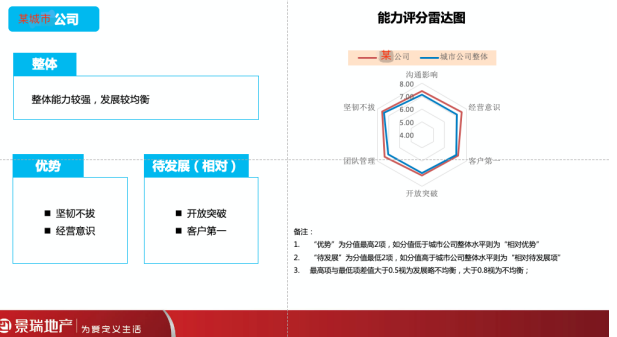 某城市 公司
能力评分雷达图
某公司
城市公司整体
整体
整体能力较强，发展较均衡
沟通影响
8.00
7.00
6.00
5.00
4.00
坚韧不拔
经营意识
团队管理
客户第一
开放突破
优势
■ 坚韧不拔
■ 经营意识
待发展（相对）
■ 开放突破
■ 客户第一
备注：
1. “优势”为分值最高2项，如分值低于城市公司整体水平则为“相对优势”
2. “待发展”为分值最低2项，如分值高于城市公司整体水平则为“相对待发展项”
3. 最高项与最低项差值大于0.5视为发展略不均衡，大于0.8视为不均衡；
景瑞地产 为爱定义生活